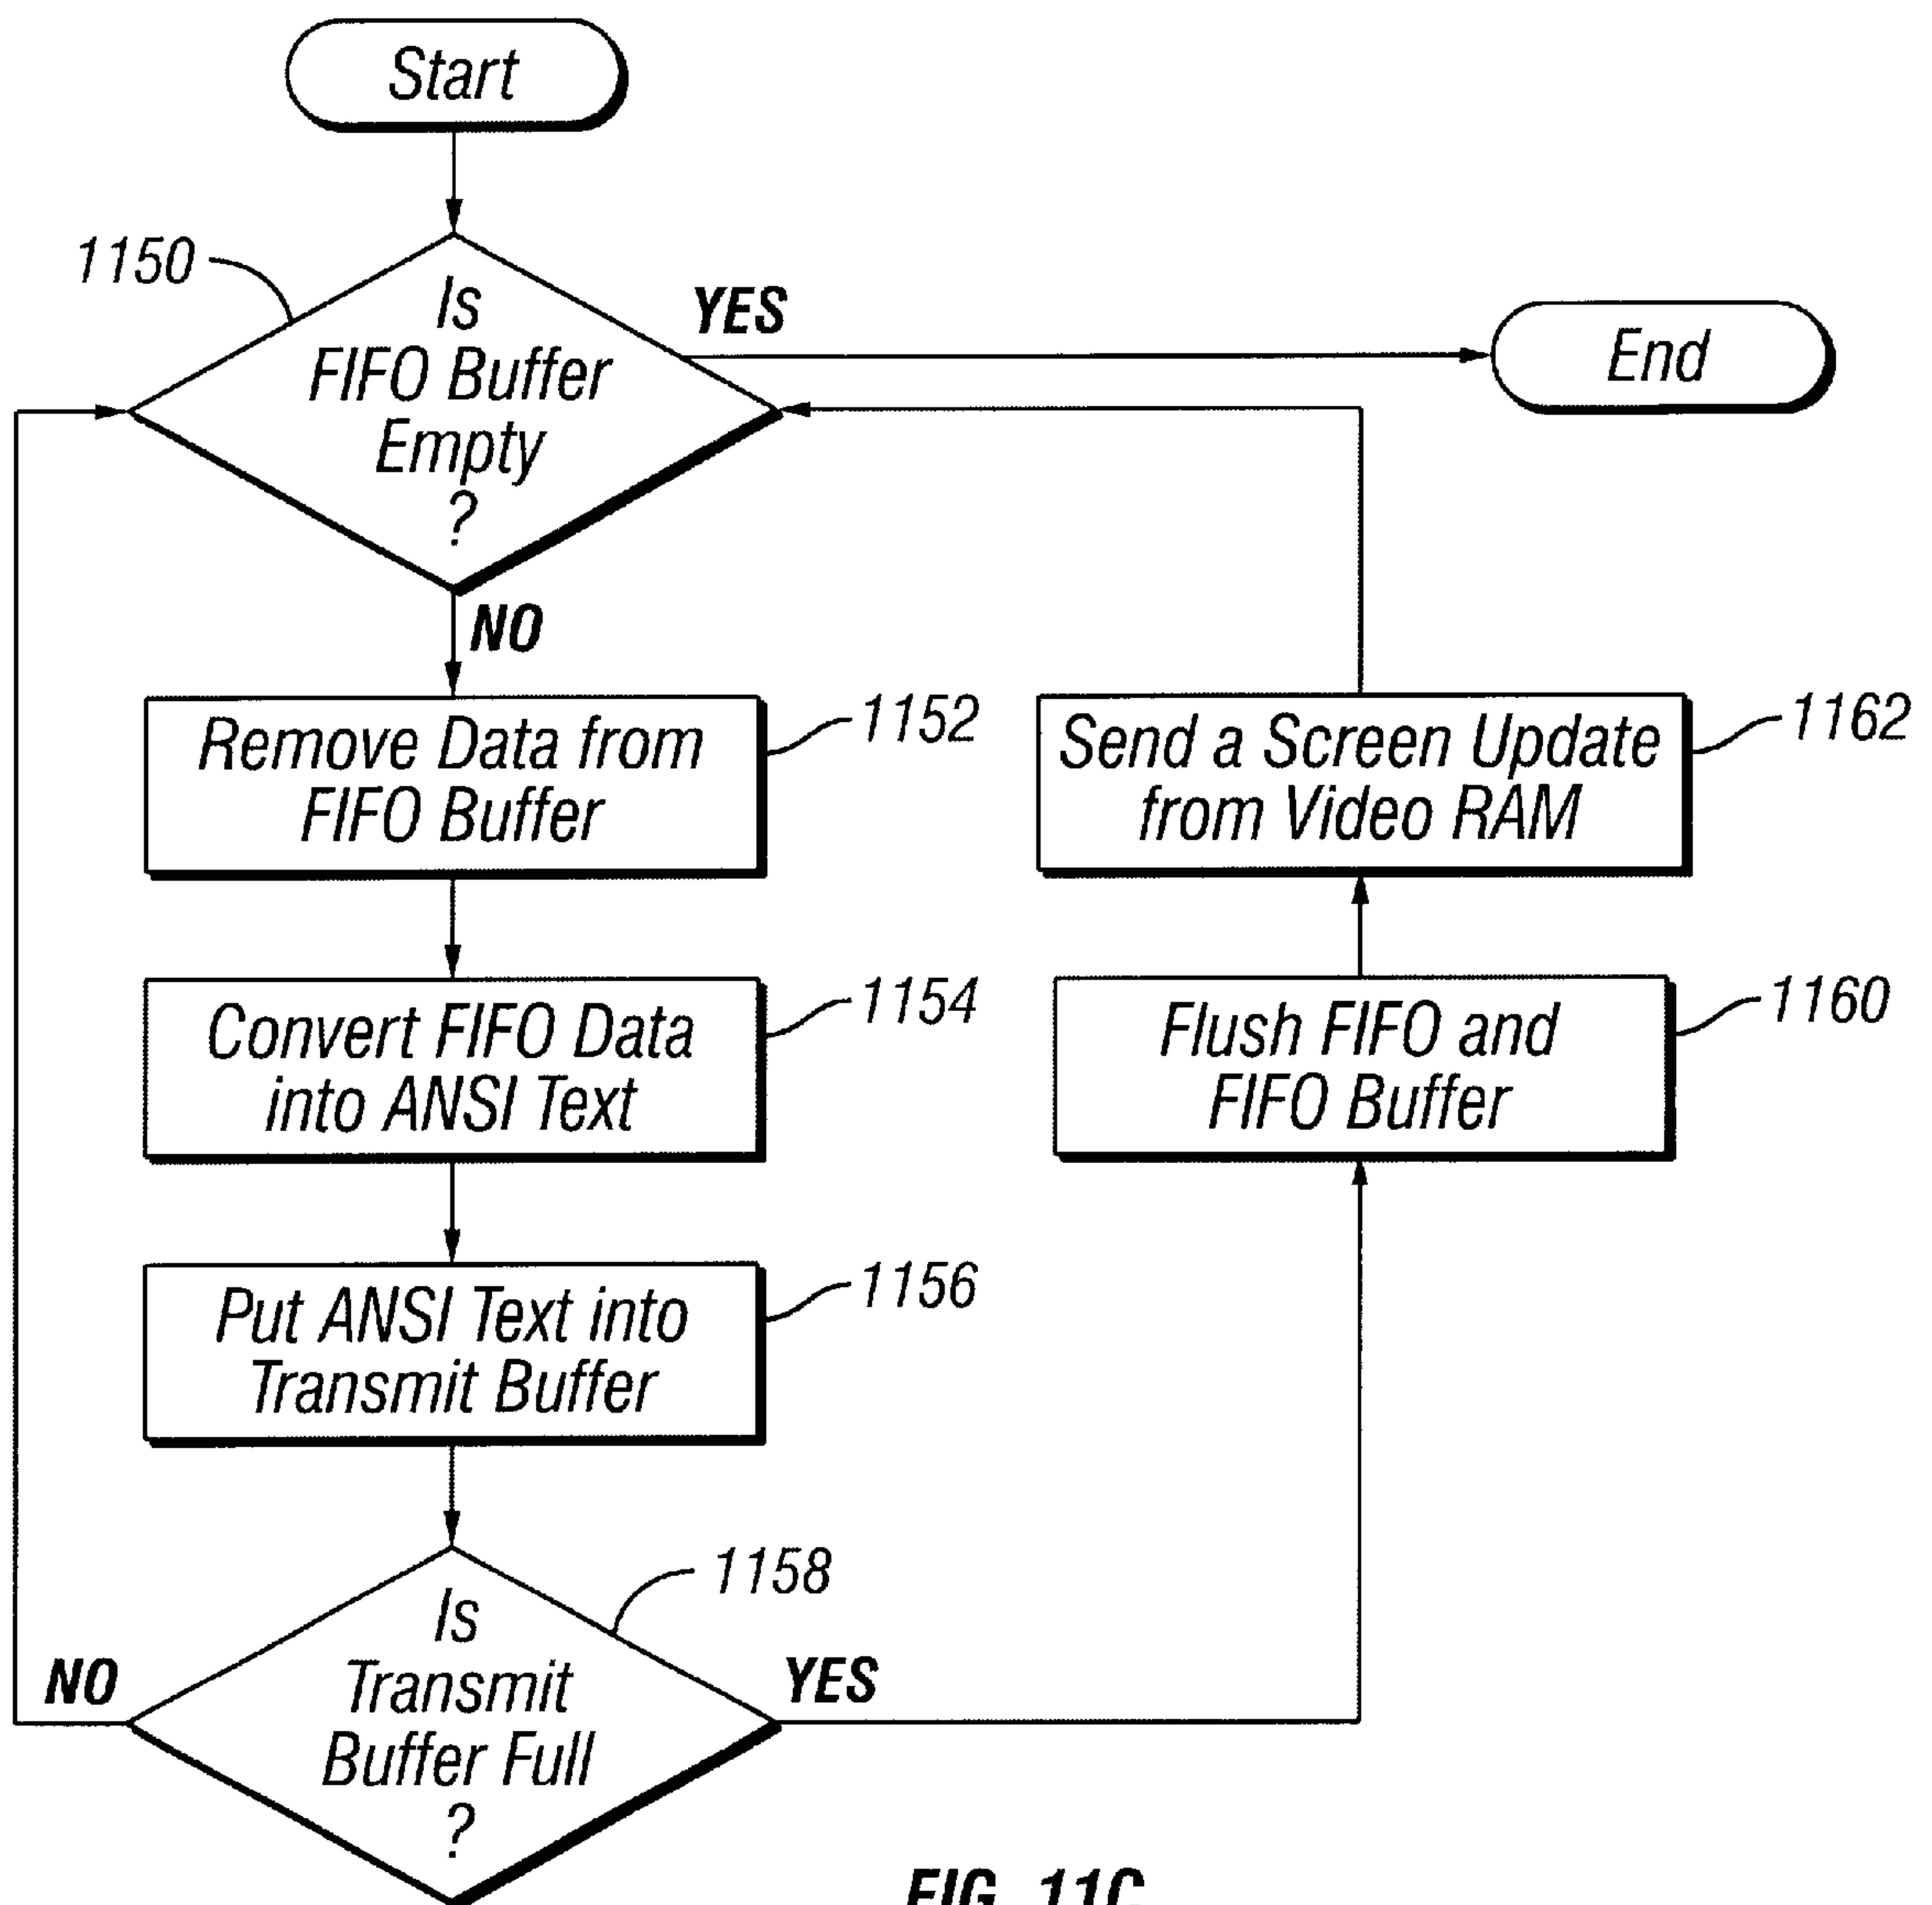 Start
1150
Is
FIFO Buffer
Empty
?
YES
End
NO
Remove Data from
FIFO Buffer
1152
Send a Screen Update
from Video RAM
1162
Convert FIFO Data
into ANSI Text
1154
Flush FIFO and
FIFO Buffer
1160
Put ANSI Text into
Transmit Buffer
1156
Is
Transmit
Buffer Full
?
1158
NO
YES
FIG. 11C